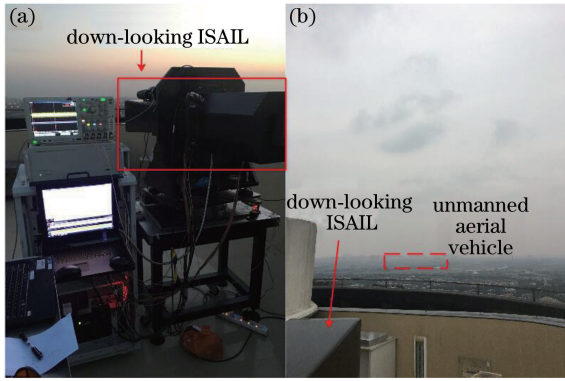 (a)
down-looking ISAIL
(b)
down-looking
ISAIL
unmanned
aerial
vehicle